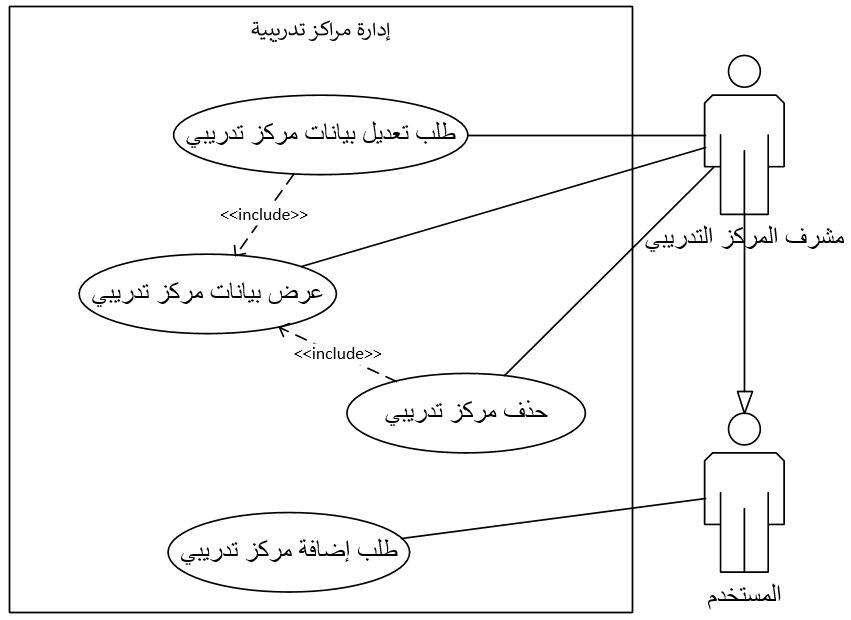 إدارة مراكز تدريبية
طلب تعديل بيانات مركز تدريبي
<<include>>
مشرف المركز التدريبي
عرض بيانات مركز تدريبي
<<include>>
حذف مركز تدريبي
طلب إضافة مركز تدريبي
المستخدم